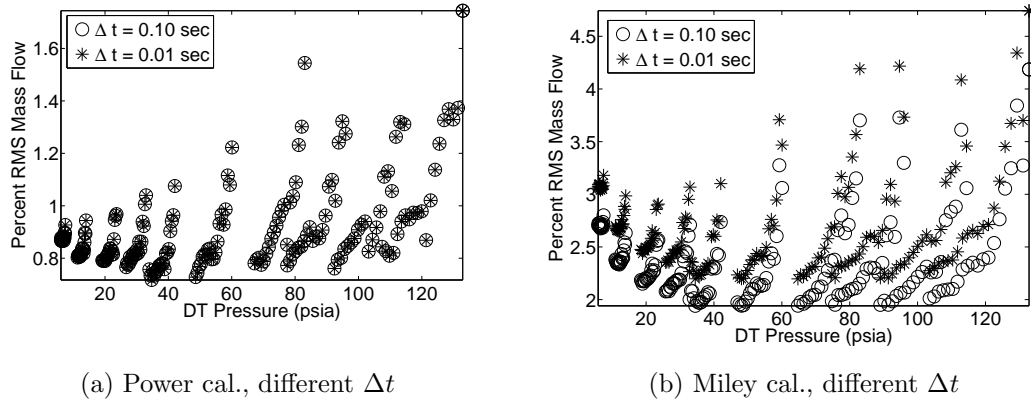 1.6
1.4
1.2
1
0.8
Percent RMS Mass Flow
Δ t = 0.10 sec
Δ t = 0.01 sec
20 40 60 80 100 120
DT Pressure (psia)
(a) Power cal., different Δt
4.5
4
3.5
3
2.5
2
Percent RMS Mass Flow
Δ t = 0.10 sec
Δ t = 0.01 sec
20 40 60 80 100 120
DT Pressure (psia)
(b) Miley cal., different Δt